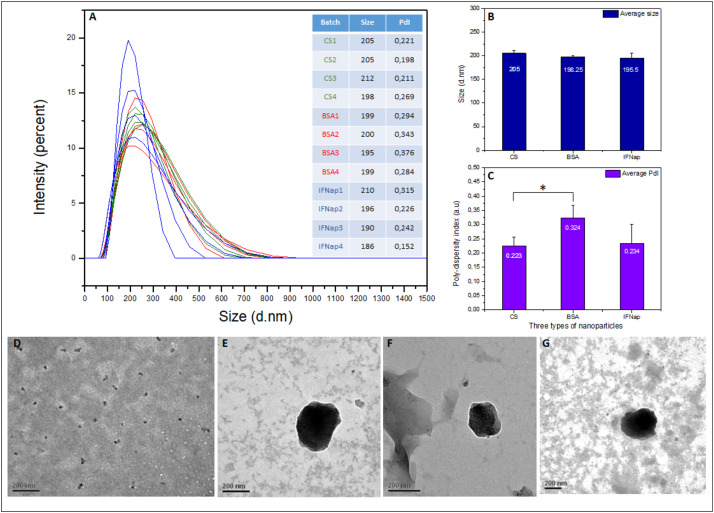 A
Intensity (percent)
20
15
10
5
0
0 50 100 200 300 400 500 600 700 800 900 1000 1100 1200 1300 1400 1500
Size (d.nm)
Batch Size PdI
CS1 205 0,221
CS2 205 0,198
CS3 212 0,211
CS4 198 0,269
BSA1 199 0,294
BSA2 200 0,343
BSA3 195 0,376
BSA4 199 0,284
IFNap1 210 0,315
IFNap2 196 0,226
IFNap3 190 0,242
IFNap4 186 0,152
B
Average size
Size (d.nm)
300
250
200
150
100
50
0
205 198.25 195.5
CS BSA IFNap
C
Average PdI
Poly-dispersity index (a.u)
0,50
0,45
0,40
0,35
0,30
0,25
0,20
0,15
0,10
0,05
0,00
*
0.223 0.324 0.234
CS BSA IFNap
Three types of nanoparticles
D
200 nm
E
200 nm
F
200 nm
G
200 nm